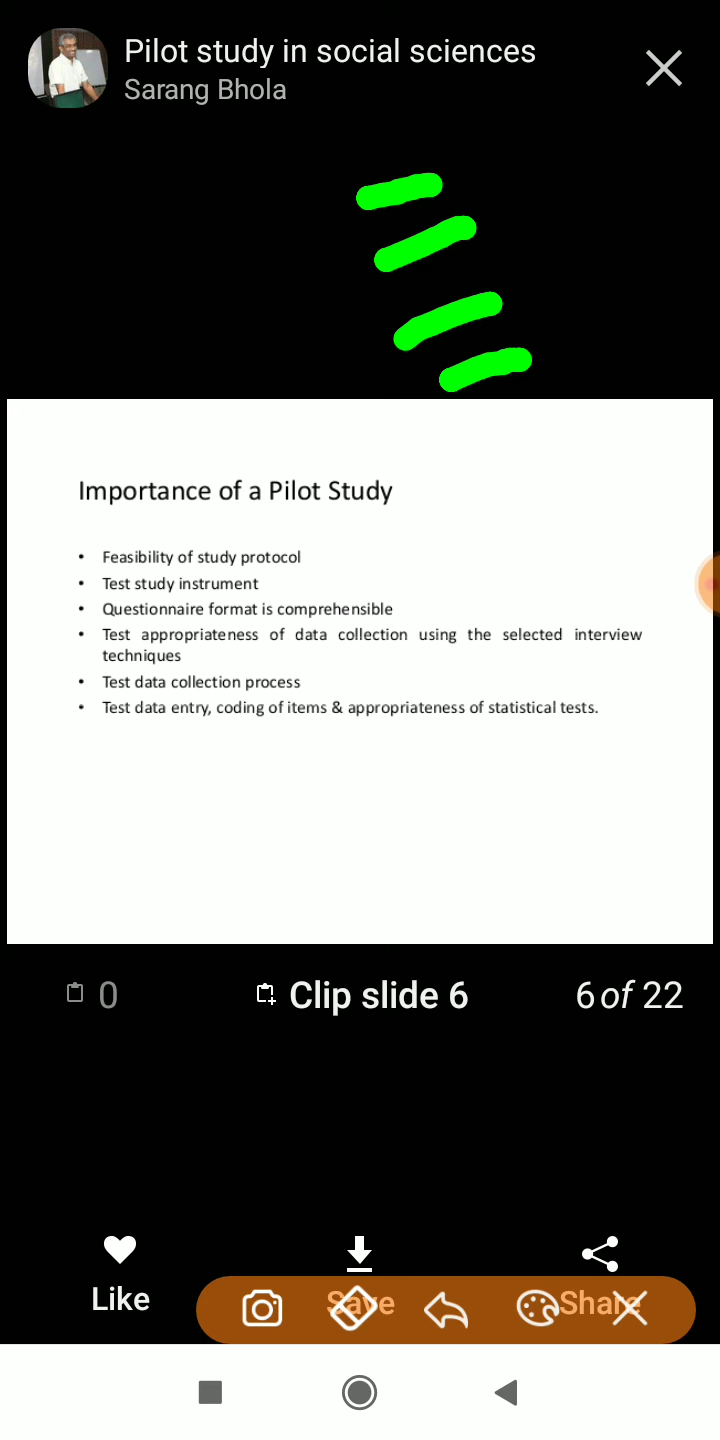 Pilot study in social sciences
Sarang Bhola
Importance of a Pilot Study
• Feasibility of study protocol
• Test study instrument
• Questionnaire format is comprehensible
• Test appropriateness of data collection using the selected interview
techniques
• Test data collection process
• Test data entry, coding of items & appropriateness of statistical tests.
0 Clip slide 6 6 of 22
Like Save Share